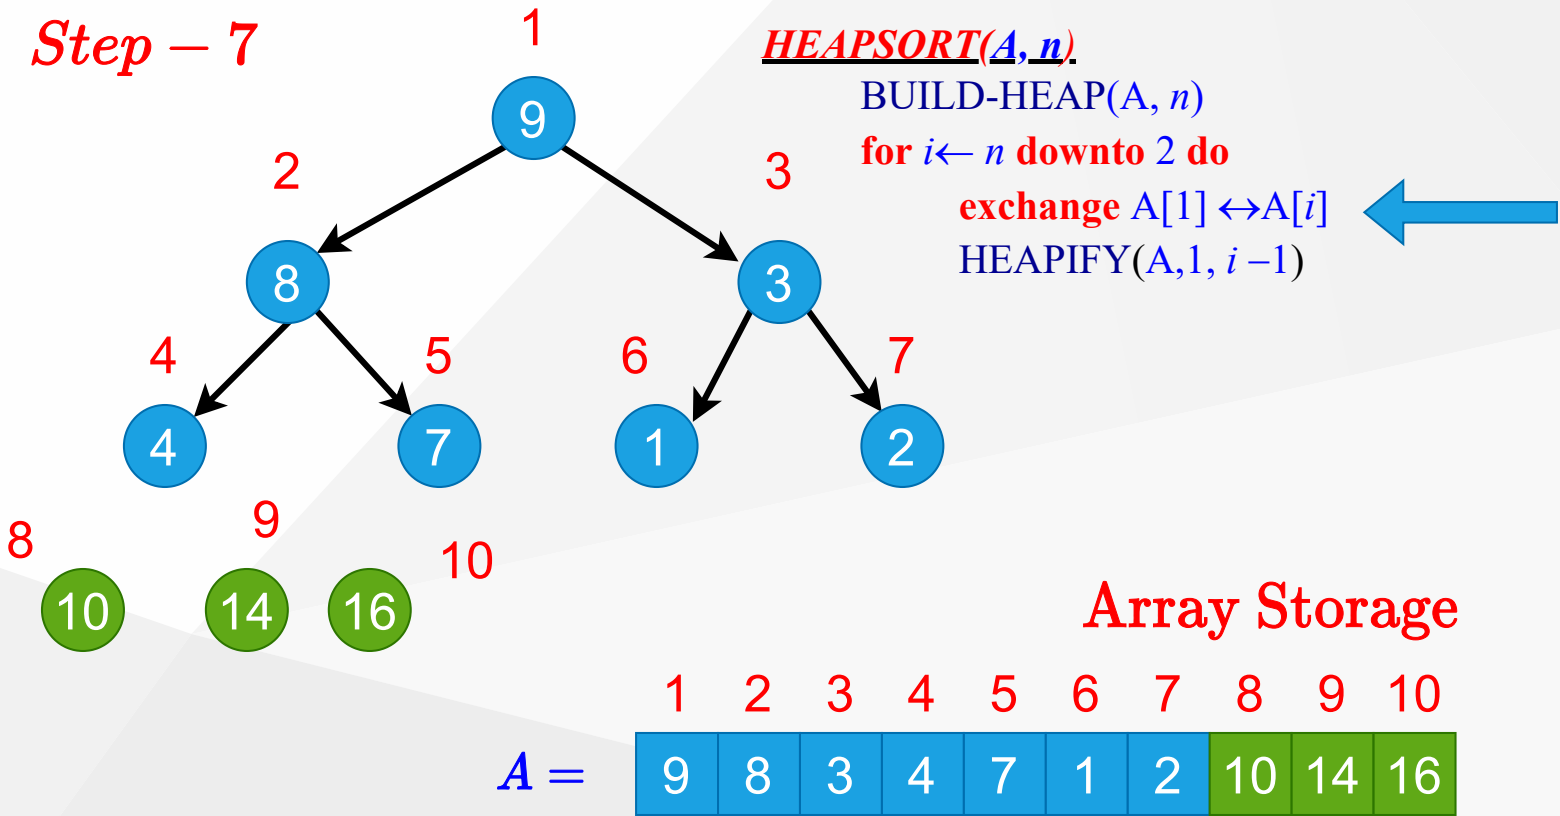 Step – 7
HEAPSORT(A, n)
BUILD-HEAP(A, n)
for i← n downto 2 do
exchange A[1] ↔A[i]
HEAPIFY(A,1, i –1)
1
9
2
3
8
3
4
5
6
7
4
7
1
2
8
9
10
10
14
16
Array Storage
1 2 3 4 5 6 7 8 9 10
A =
9 8 3 4 7 1 2 10 14 16